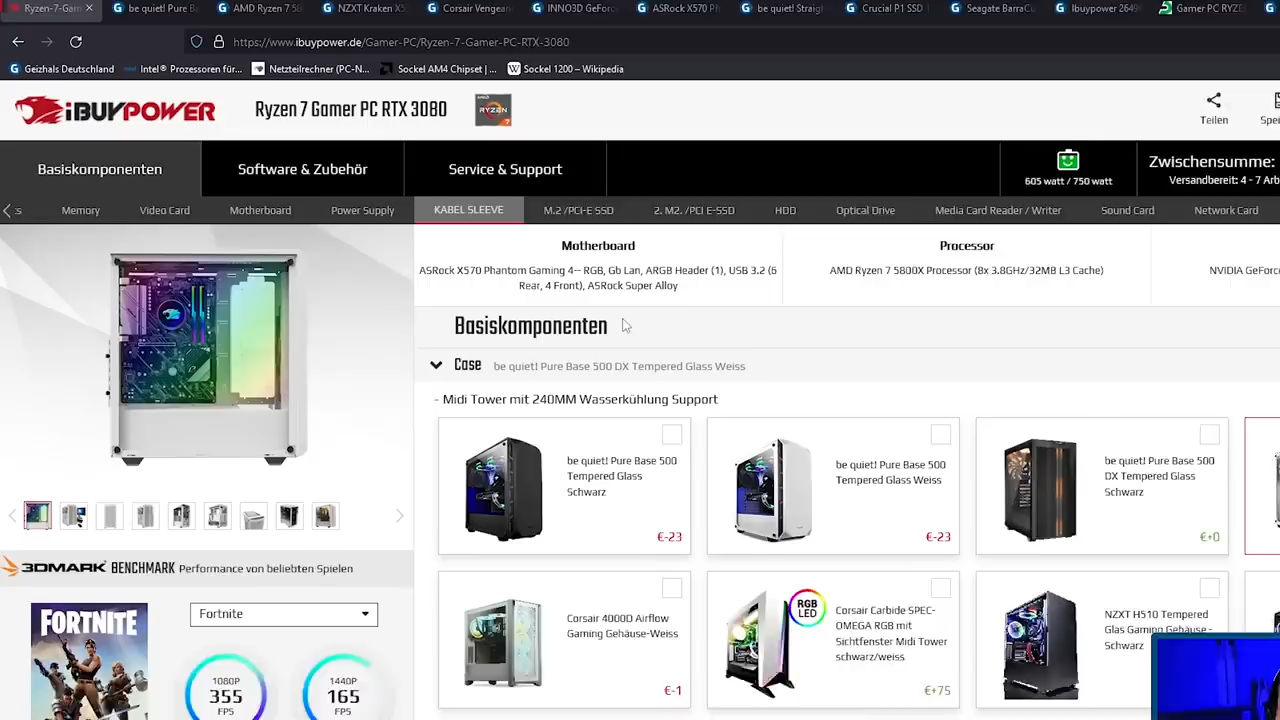 Ryzen-7-Gam
be quiet! Pure Ba
AMD Ryzen 7 58
NZXT Kraken X5
Corsair Vengean
INNO3D GeFor
ASRock X570 Ph
be quiet! Straigh
Crucial P1 SSD 1
Seagate BarraCu
Ibuypower 2649
Gamer PC RYZE
https://www.ibuypower.de/Gamer-PC/Ryzen-7-Gamer-PC-RTX-3080
Geizhals Deutschland
Intel® Prozessoren für...
Netzteilrechner (PC-N...
Sockel AM4 Chipset | ...
Sockel 1200 – Wikipedia
iBUYPOWER
Ryzen 7 Gamer PC RTX 3080
RYZEN
7
Teilen
Spei
Basiskomponenten
Software & Zubehör
Service & Support
605 watt / 750 watt
Zwischensumme:
Versandbereit: 4 - 7 Arb
s
Memory
Video Card
Motherboard
Power Supply
KABEL SLEEVE
M.2 /PCI-E SSD
2. M2. /PCI E-SSD
HDD
Optical Drive
Media Card Reader / Writer
Sound Card
Network Card
Motherboard
ASRock X570 Phantom Gaming 4-- RGB, Gb Lan, ARGB Header (1), USB 3.2 (6
Rear, 4 Front), ASRock Super Alloy
Processor
AMD Ryzen 7 5800X Processor (8x 3.8GHz/32MB L3 Cache)
NVIDIA GeForc
Basiskomponenten
Case be quiet! Pure Base 500 DX Tempered Glass Weiss
- Midi Tower mit 240MM Wasserkühlung Support
be quiet! Pure Base 500
Tempered Glass
Schwarz
€-23
be quiet! Pure Base 500
Tempered Glass Weiss
€-23
be quiet! Pure Base 500
DX Tempered Glass
Schwarz
€+0
3DMARK BENCHMARK Performance von beliebten Spielen
Corsair 4000D Airflow
Gaming Gehäuse-Weiss
€-1
RGB
LED
Corsair Carbide SPEC-
OMEGA RGB mit
Sichtfenster Midi Tower
schwarz/weiss
€+75
NZXT H510 Tempered
Glas Gaming Gehäuse -
Schwarz
FORTNITE
Fortnite
1080P
355
FPS
1440P
165
FPS